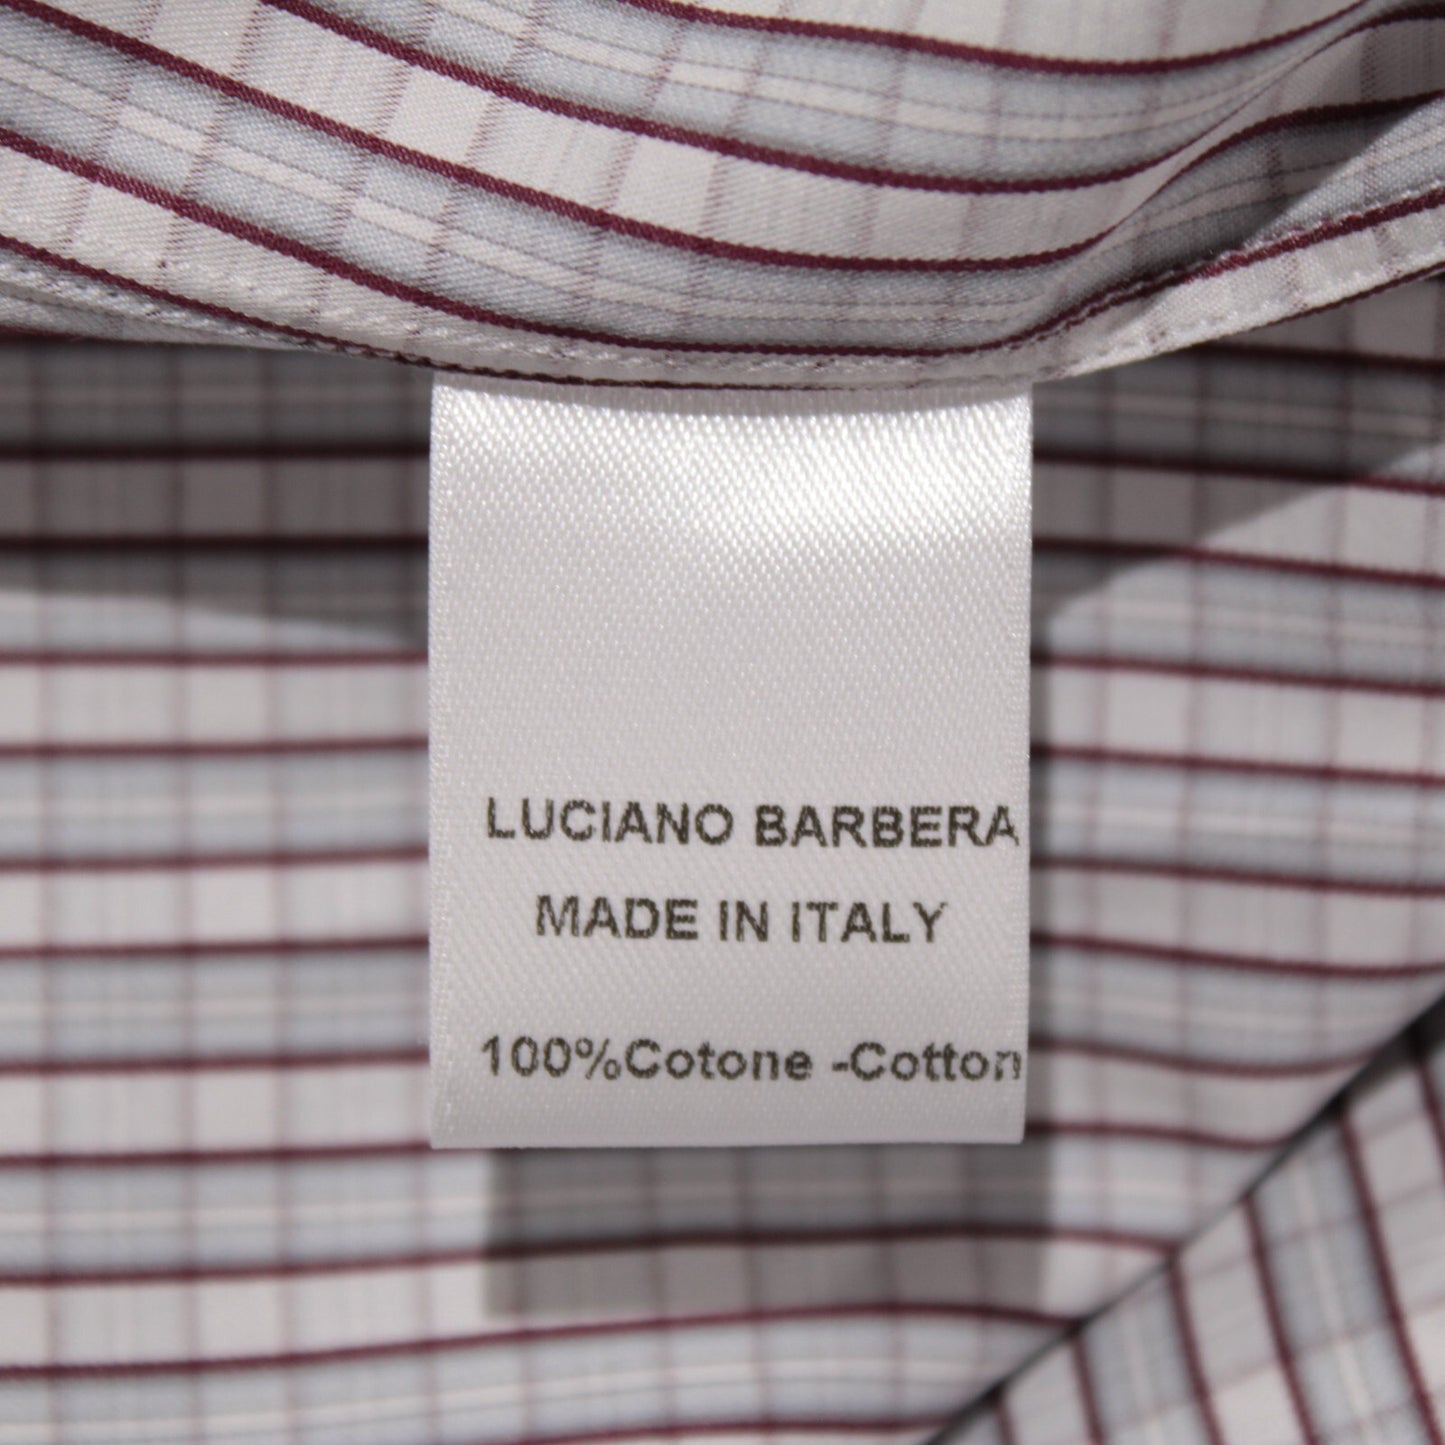 LUCIANO BARBERA
MADE IN ITALY
100%Cotone -Cotton